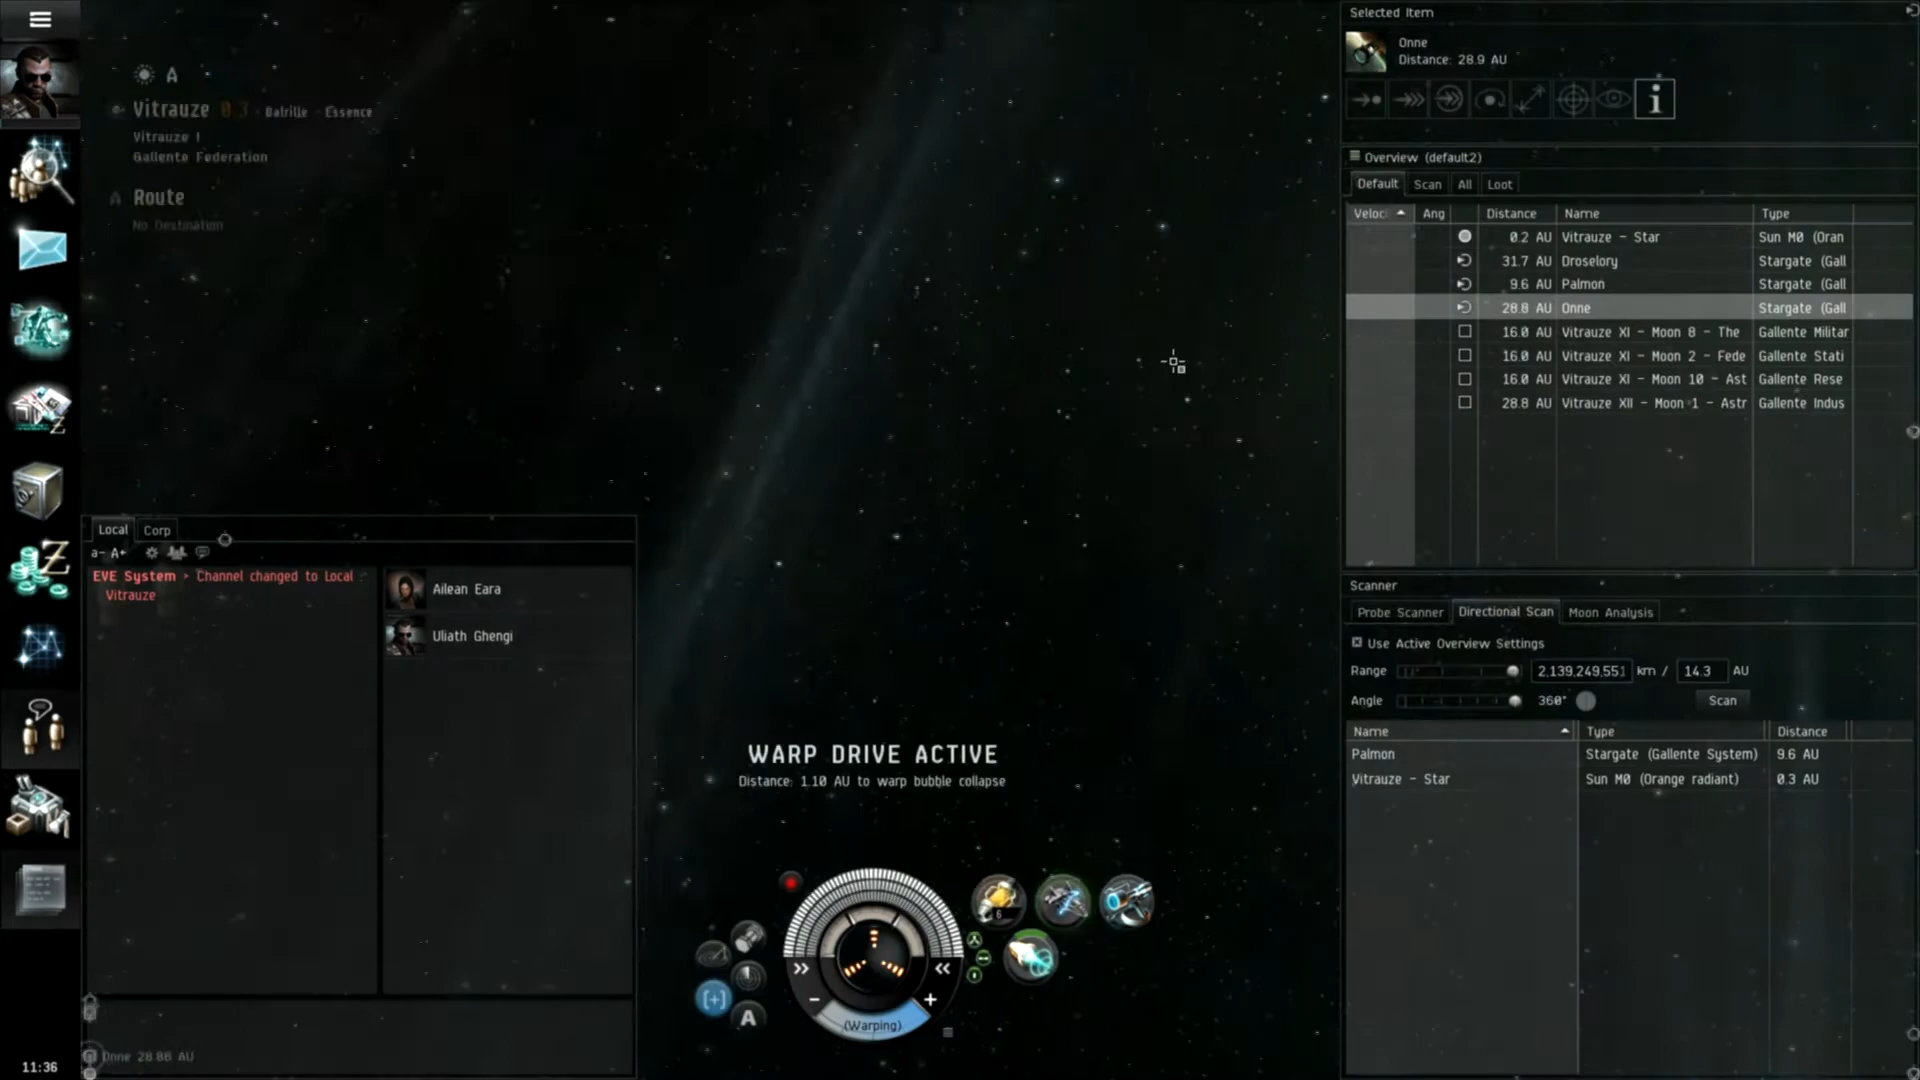 A
Vitrauze 0.3 · Balrille · Essence
Vitrauze I
Gallente Federation
Route
No Destination
Local Corp
a- A+
EVE System > Channel changed to Local
Vitrauze
Ailean Eara
Uliath Ghengi
Onne 28.86 AU
11:36
WARP DRIVE ACTIVE
Distance: 1.10 AU to warp bubble collapse
6
A
(Warping)
Selected Item
Onne
Distance: 28.9 AU
Overview (default2)
Default Scan All Loot
Veloc Ang Distance Name Type
0.2 AU Vitrauze - Star Sun M0 (Oran
31.7 AU Droselory Stargate (Gall
9.6 AU Palmon Stargate (Gall
28.8 AU Onne Stargate (Gall
16.0 AU Vitrauze XI - Moon 8 - The Gallente Militar
16.0 AU Vitrauze XI - Moon 2 - Fede Gallente Stati
16.0 AU Vitrauze XI - Moon 10 - Ast Gallente Rese
28.8 AU Vitrauze XII - Moon 1 - Astr Gallente Indus
Scanner
Probe Scanner Directional Scan Moon Analysis
Use Active Overview Settings
Range 2,139,249,551 km / 14.3 AU
Angle 360° Scan
Name Type Distance
Palmon Stargate (Gallente System) 9.6 AU
Vitrauze - Star Sun M0 (Orange radiant) 0.3 AU